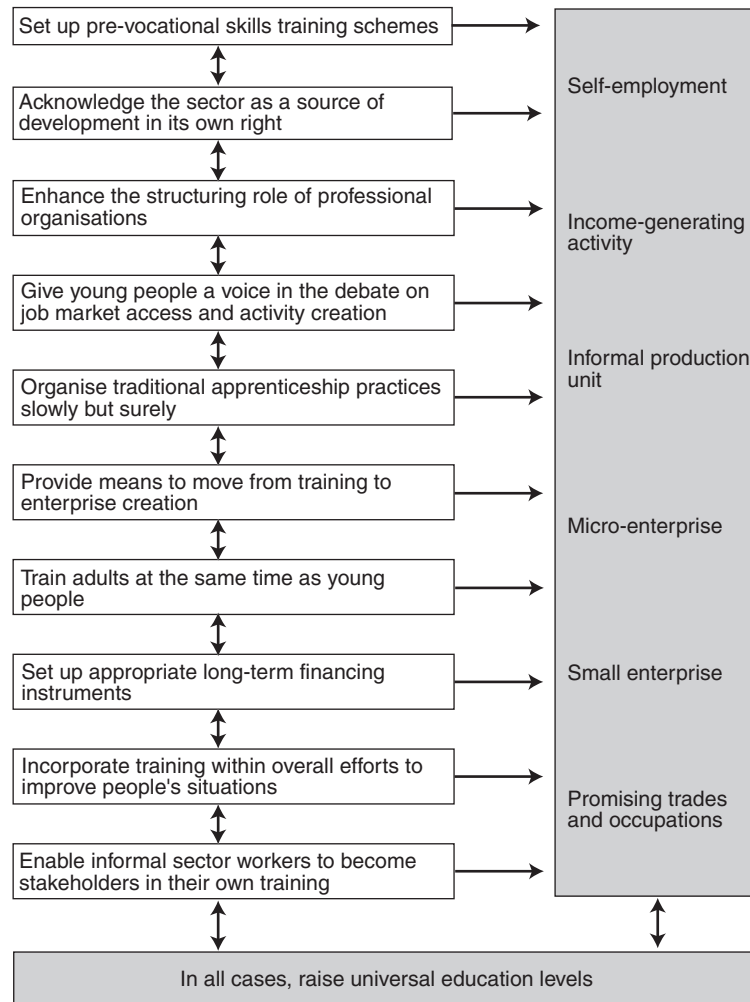 Set up pre-vocational skills training schemes
Acknowledge the sector as a source of
development in its own right
Enhance the structuring role of professional
organisations
Give young people a voice in the debate on
job market access and activity creation
Organise traditional apprenticeship practices
slowly but surely
Provide means to move from training to
enterprise creation
Train adults at the same time as young
people
Set up appropriate long-term financing
instruments
Incorporate training within overall efforts to
improve people's situations
Enable informal sector workers to become
stakeholders in their own training
Self-employment
Income-generating
activity
Informal production
unit
Micro-enterprise
Small enterprise
Promising trades
and occupations
In all cases, raise universal education levels